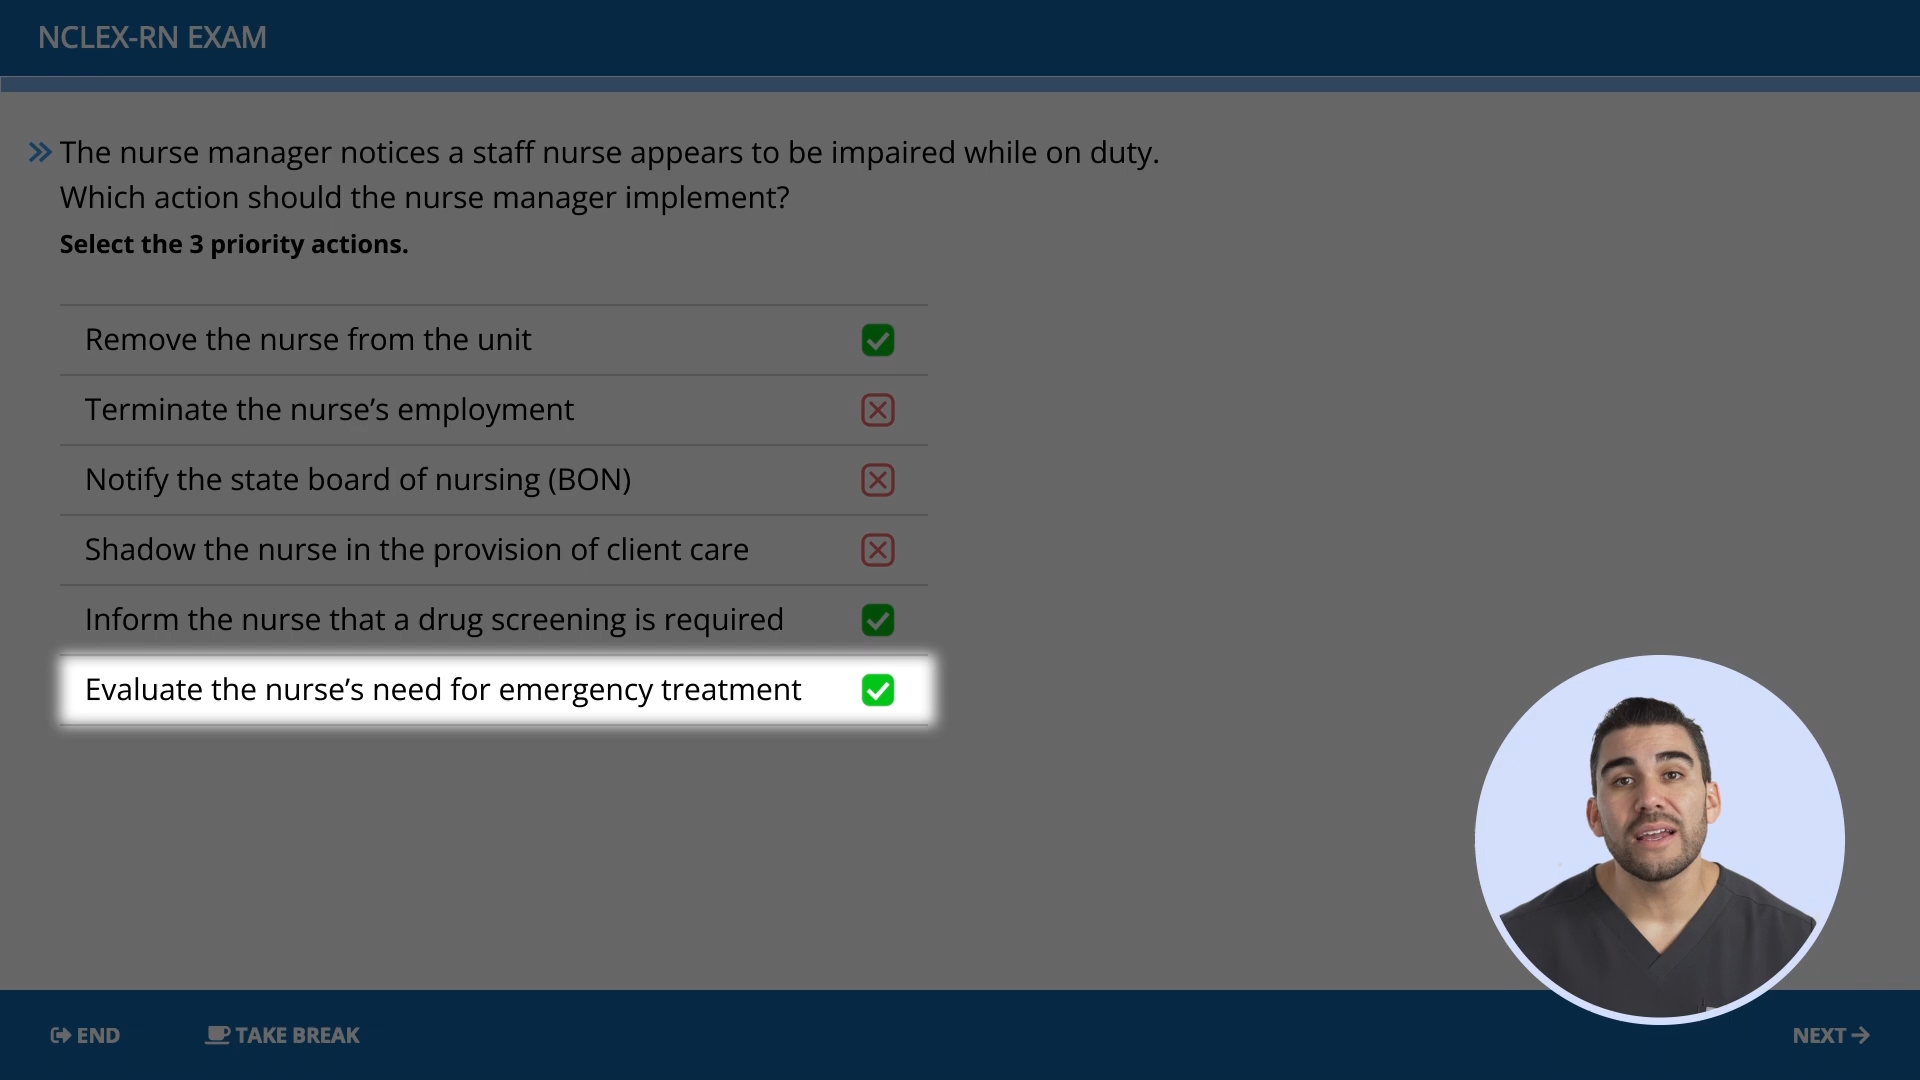 NCLEX-RN EXAM
The nurse manager notices a staff nurse appears to be impaired while on duty.
Which action should the nurse manager implement?
Select the 3 priority actions.
Remove the nurse from the unit
Terminate the nurse’s employment
Notify the state board of nursing (BON)
Shadow the nurse in the provision of client care
Inform the nurse that a drug screening is required
Evaluate the nurse’s need for emergency treatment
END
TAKE BREAK
NEXT